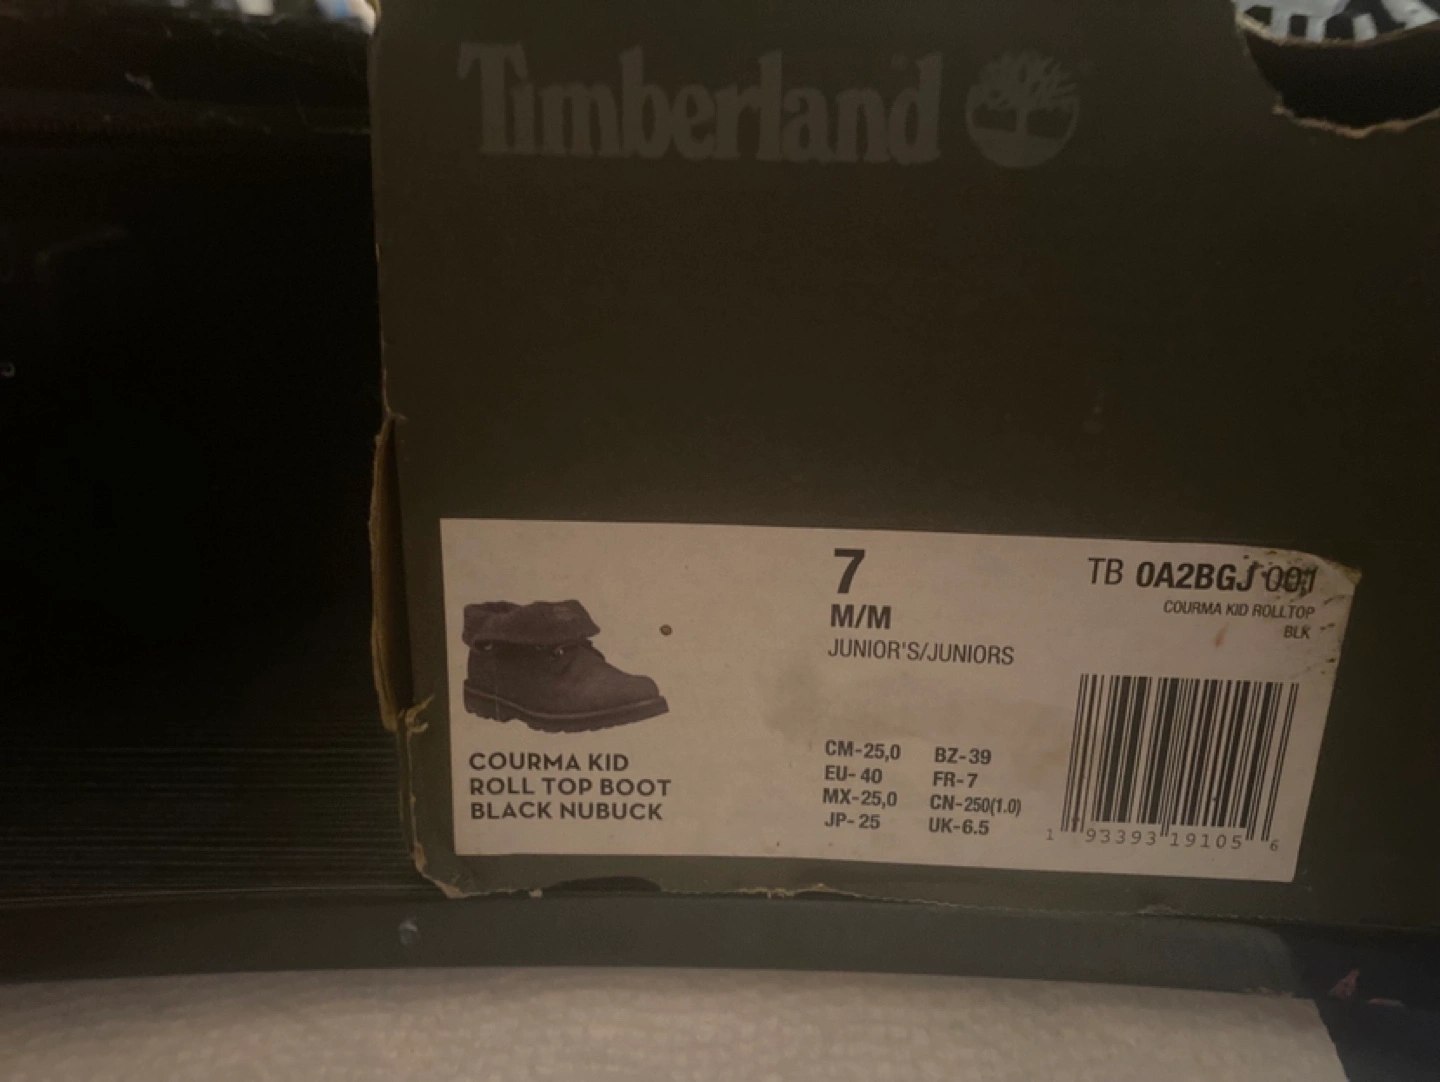 Timberland
7
M/M
JUNIOR'S/JUNIORS
TB 0A2BGJ 001
COURMA KID ROLLTOP
BLK
COURMA KID
ROLL TOP BOOT
BLACK NUBUCK
CM-25,0 BZ-39
EU-40 FR-7
MX-25,0 CN-250(1.0)
JP-25 UK-6.5
1 93393 19105 6